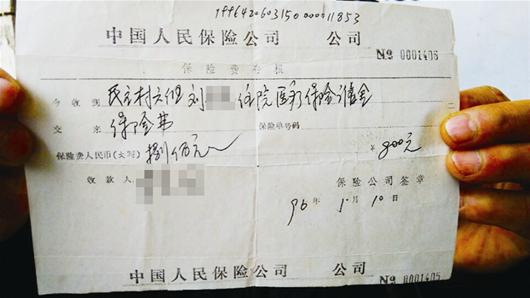 1996420603150000011853
中国人民保险公司 公司 №
保险费收据
今收到 民主村六组 刘 住院医疗保险储金
交来 保险费 保险单号码
保险费人民币(大写) 捌佰元 ¥800元
收款人 保险公司签章
96年 月10日
中国人民保险公司 公司 № 0001405